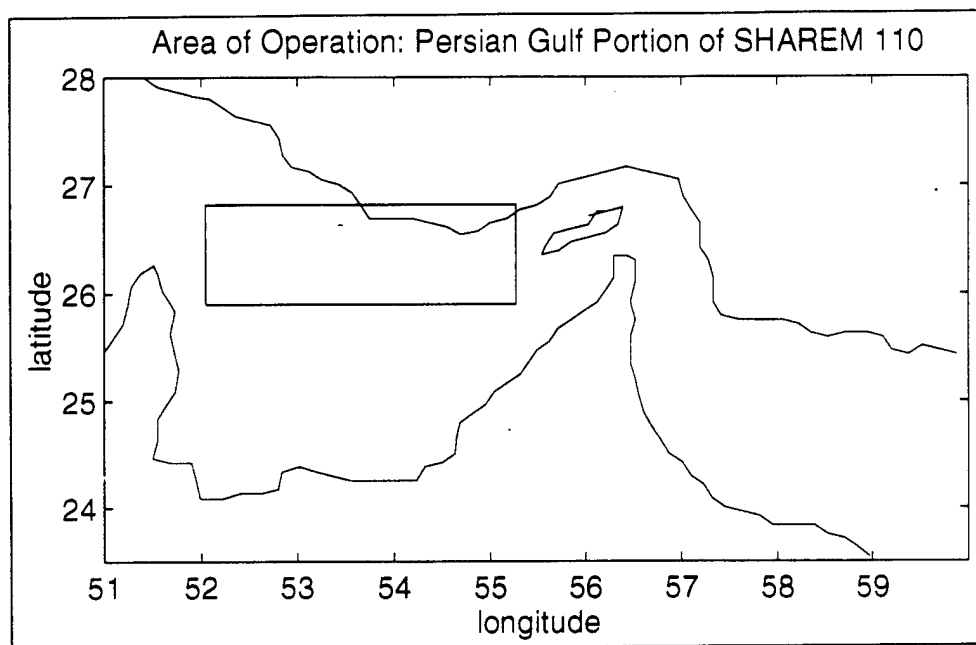 Area of Operation: Persian Gulf Portion of SHAREM 110
28
27
26
25
24
latitude
51 52 53 54 55 56 57 58 59
longitude